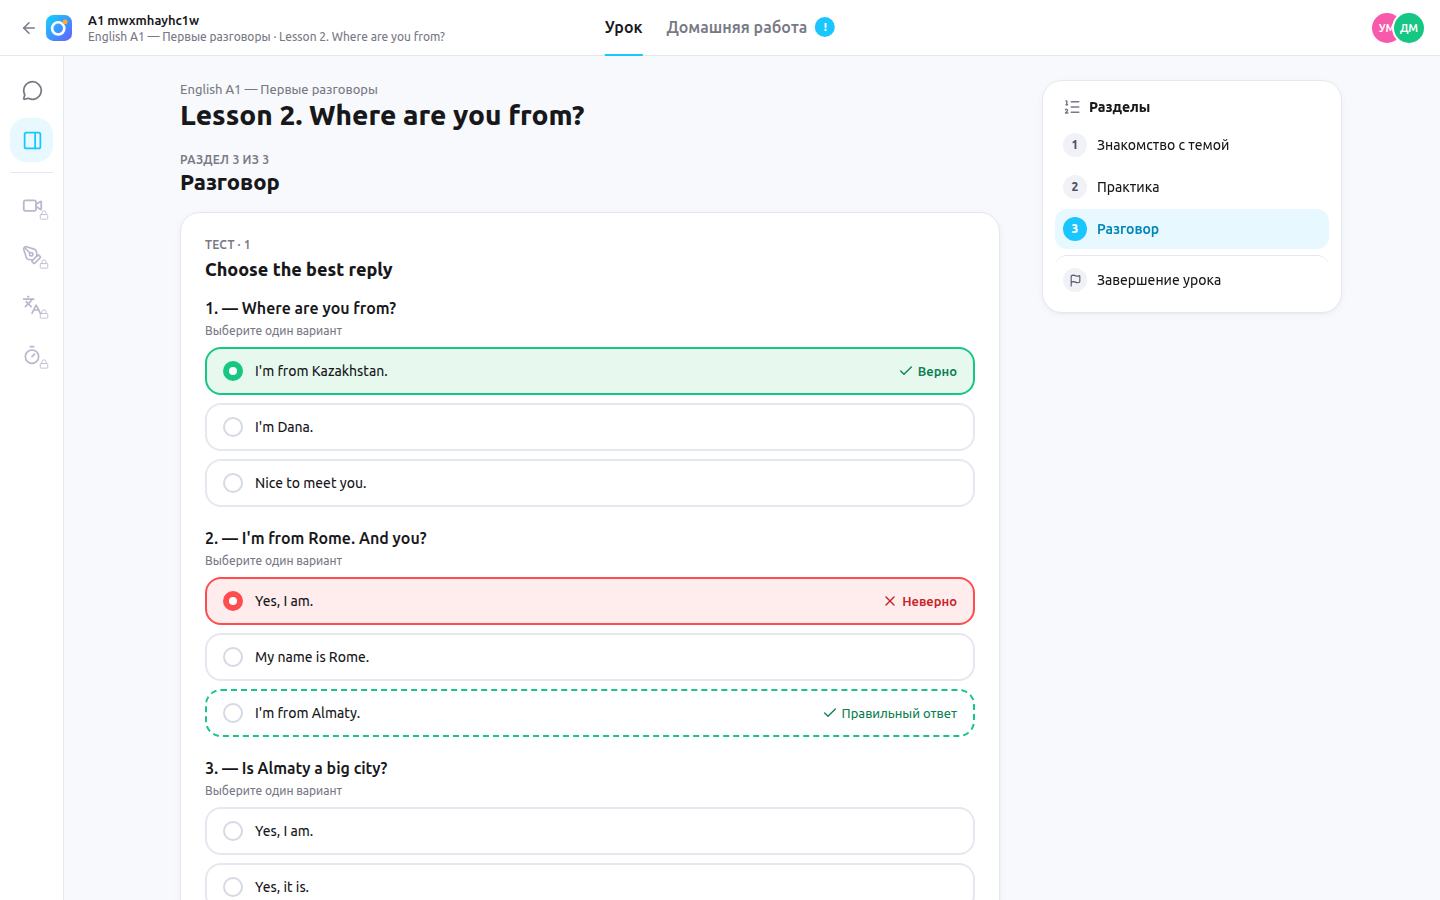 A1 mwxmhayhc1w
English A1 — Первые разговоры · Lesson 2. Where are you from?
Урок
Домашняя работа !
УМ ДМ
English A1 — Первые разговоры
Lesson 2. Where are you from?
РАЗДЕЛ 3 ИЗ 3
Разговор
ТЕСТ · 1
Choose the best reply
1. — Where are you from?
Выберите один вариант
I'm from Kazakhstan.
Верно
I'm Dana.
Nice to meet you.
2. — I'm from Rome. And you?
Выберите один вариант
Yes, I am.
Неверно
My name is Rome.
I'm from Almaty.
Правильный ответ
3. — Is Almaty a big city?
Выберите один вариант
Yes, I am.
Yes, it is.
Разделы
1 Знакомство с темой
2 Практика
3 Разговор
Завершение урока